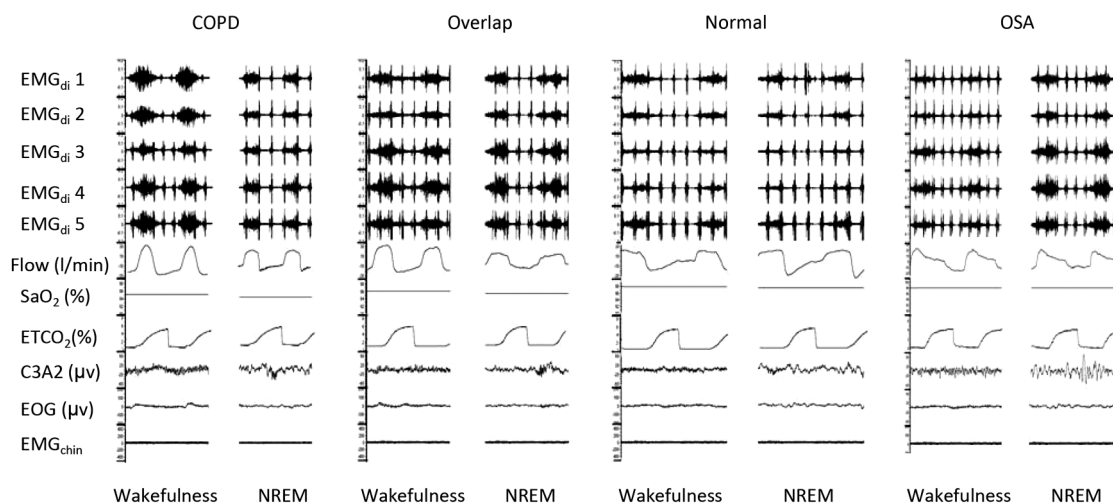 COPD Overlap Normal OSA
EMGdi 1
EMGdi 2
EMGdi 3
EMGdi 4
EMGdi 5
Flow (l/min)
SaO2 (%)
ETCO2(%)
C3A2 (μv)
EOG (μv)
EMGchin
Wakefulness NREM Wakefulness NREM Wakefulness NREM Wakefulness NREM